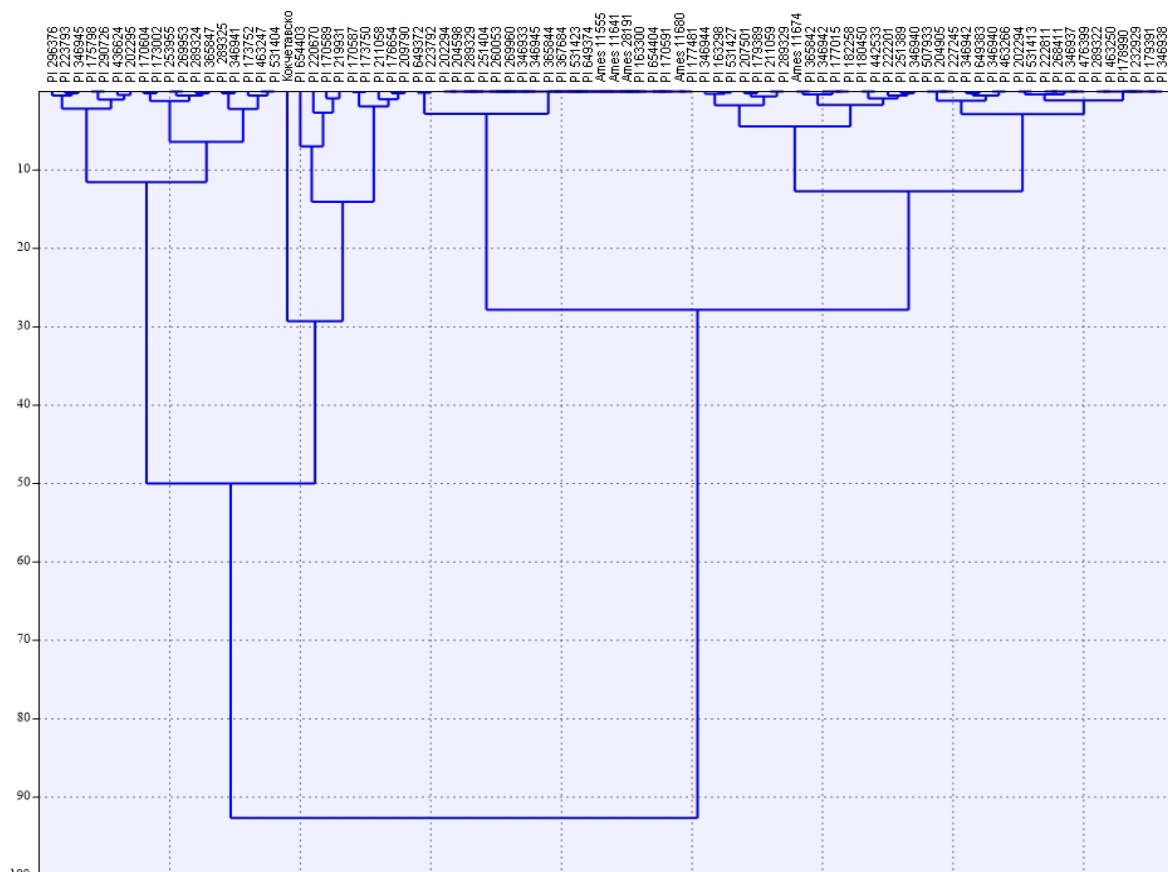 PI 296376
PI 223793
PI 346945
PI 175798
PI 290726
PI 436624
PI 202295
PI 170604
PI 173002
PI 253955
PI 269953
PI 289324
PI 365847
PI 289325
PI 346941
PI 173752
PI 463247
PI 531404
Кокчетавско
PI 654403
PI 220670
PI 170589
PI 219931
PI 170587
PI 173750
PI 211058
PI 176654
PI 209790
PI 649372
PI 223792
PI 202294
PI 204598
PI 289329
PI 251404
PI 260053
PI 269960
PI 346933
PI 346945
PI 365844
PI 367684
PI 531423
PI 649374
Ames 11555
Ames 11641
Ames 28191
PI 163300
PI 654404
PI 170591
Ames 11680
PI 177481
PI 346944
PI 163298
PI 531427
PI 207501
PI 179369
PI 211059
PI 289329
Ames 11674
PI 365842
PI 346942
PI 177015
PI 182258
PI 180450
PI 442533
PI 222201
PI 251389
PI 346940
PI 507933
PI 204905
PI 279345
PI 346942
PI 649383
PI 346940
PI 463266
PI 202294
PI 531413
PI 222811
PI 268411
PI 346937
PI 476399
PI 289322
PI 463250
PI 178990
PI 232929
PI 173993
PI 346938
10
20
30
40
50
60
70
80
90
100